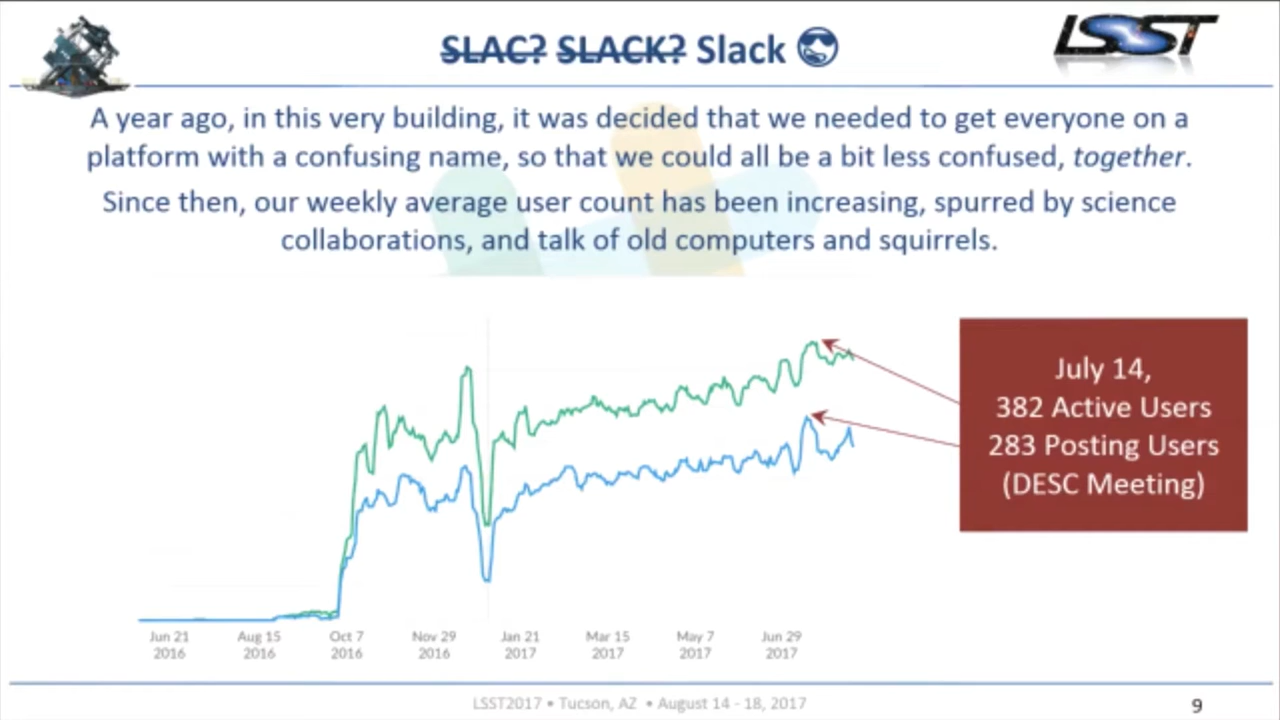 SLAC? SLACK? Slack 😎
LSST
A year ago, in this very building, it was decided that we needed to get everyone on a
platform with a confusing name, so that we could all be a bit less confused, together.
Since then, our weekly average user count has been increasing, spurred by science
collaborations, and talk of old computers and squirrels.
July 14,
382 Active Users
283 Posting Users
(DESC Meeting)
Jun 21 Aug 15 Oct 7 Nov 29 Jan 21 Mar 15 May 7 Jun 29
2016 2016 2016 2016 2017 2017 2017 2017
LSST2017 • Tucson, AZ • August 14 - 18, 2017
9